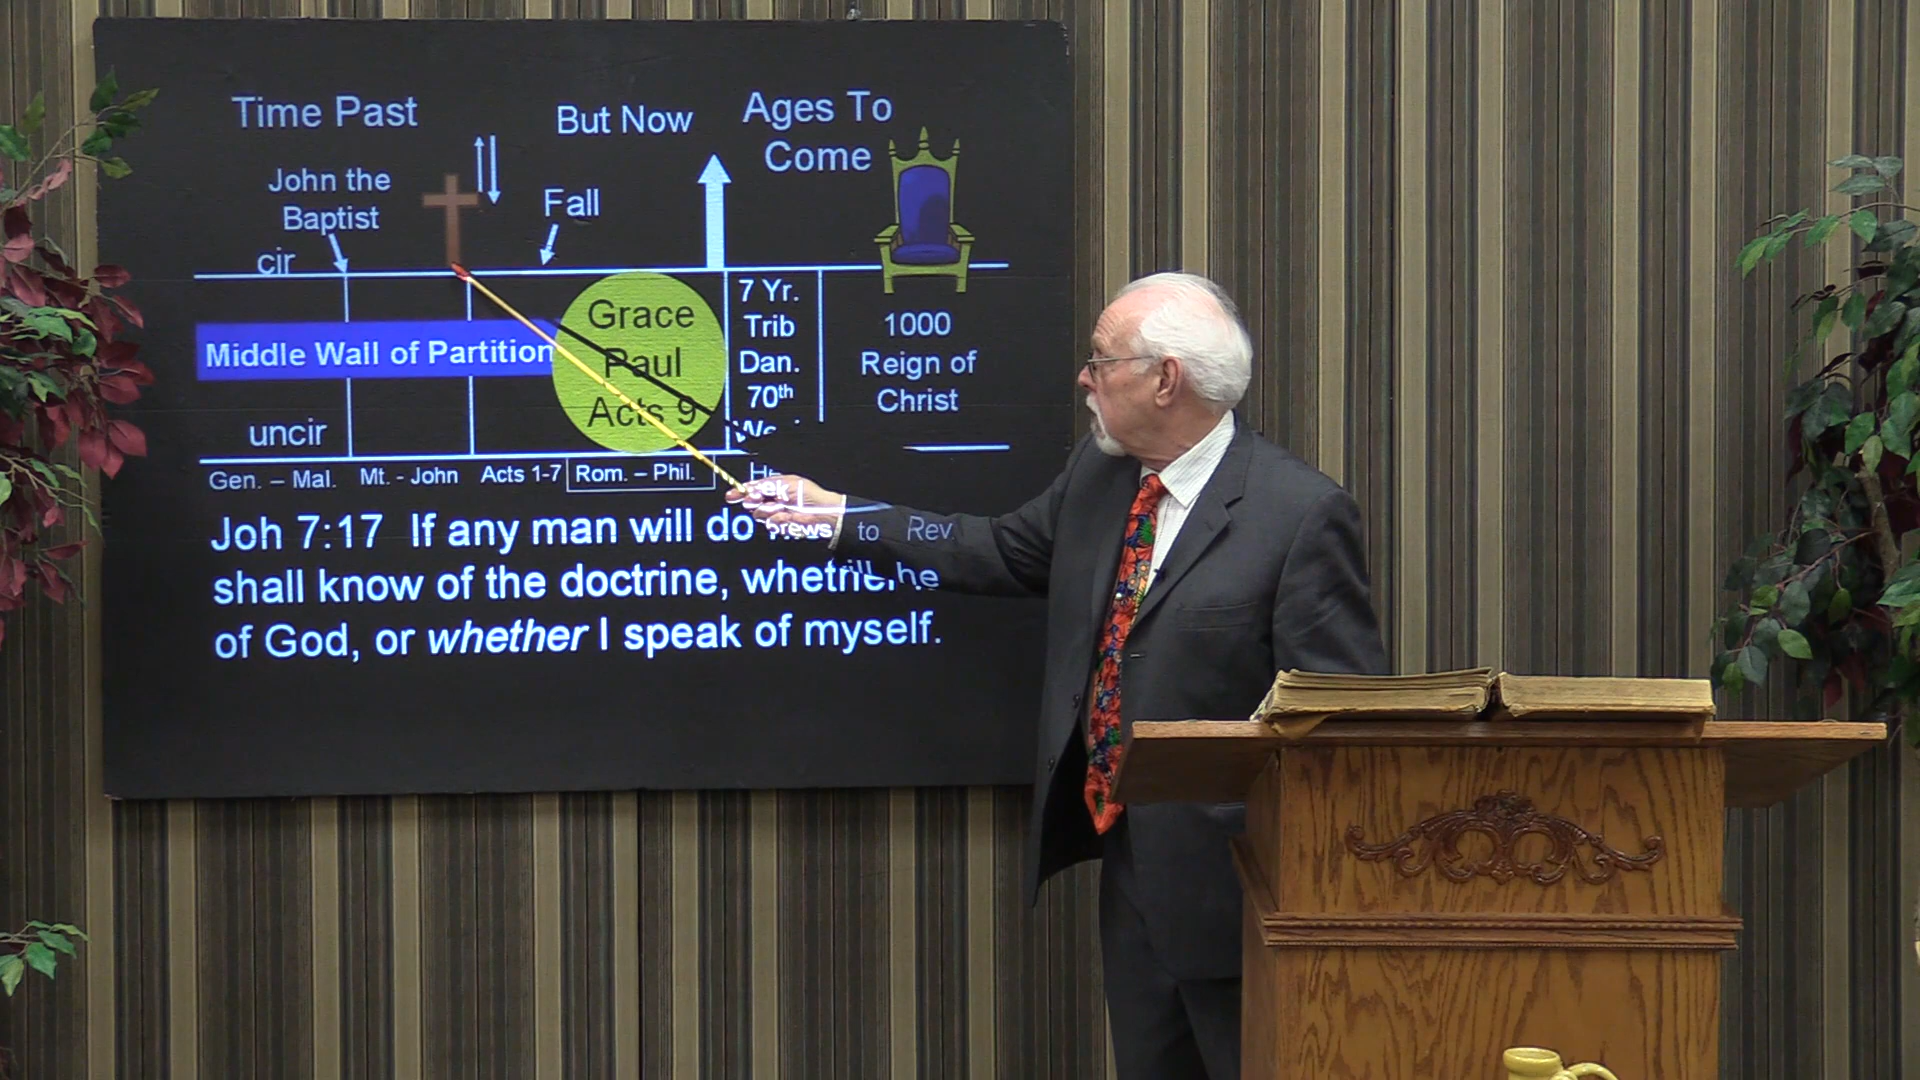 Time Past
But Now
Ages To
Come
John the
Baptist
Fall
cir
Grace
Paul
Acts 9
7 Yr.
Trib
Dan.
70th
1000
Reign of
Christ
Middle Wall of Partition
uncir
Gen. – Mal.
Mt. - John
Acts 1-7
Rom. – Phil.
to Rev
Joh 7:17 If any man will do
shall know of the doctrine, he
of God, or whether I speak of myself.